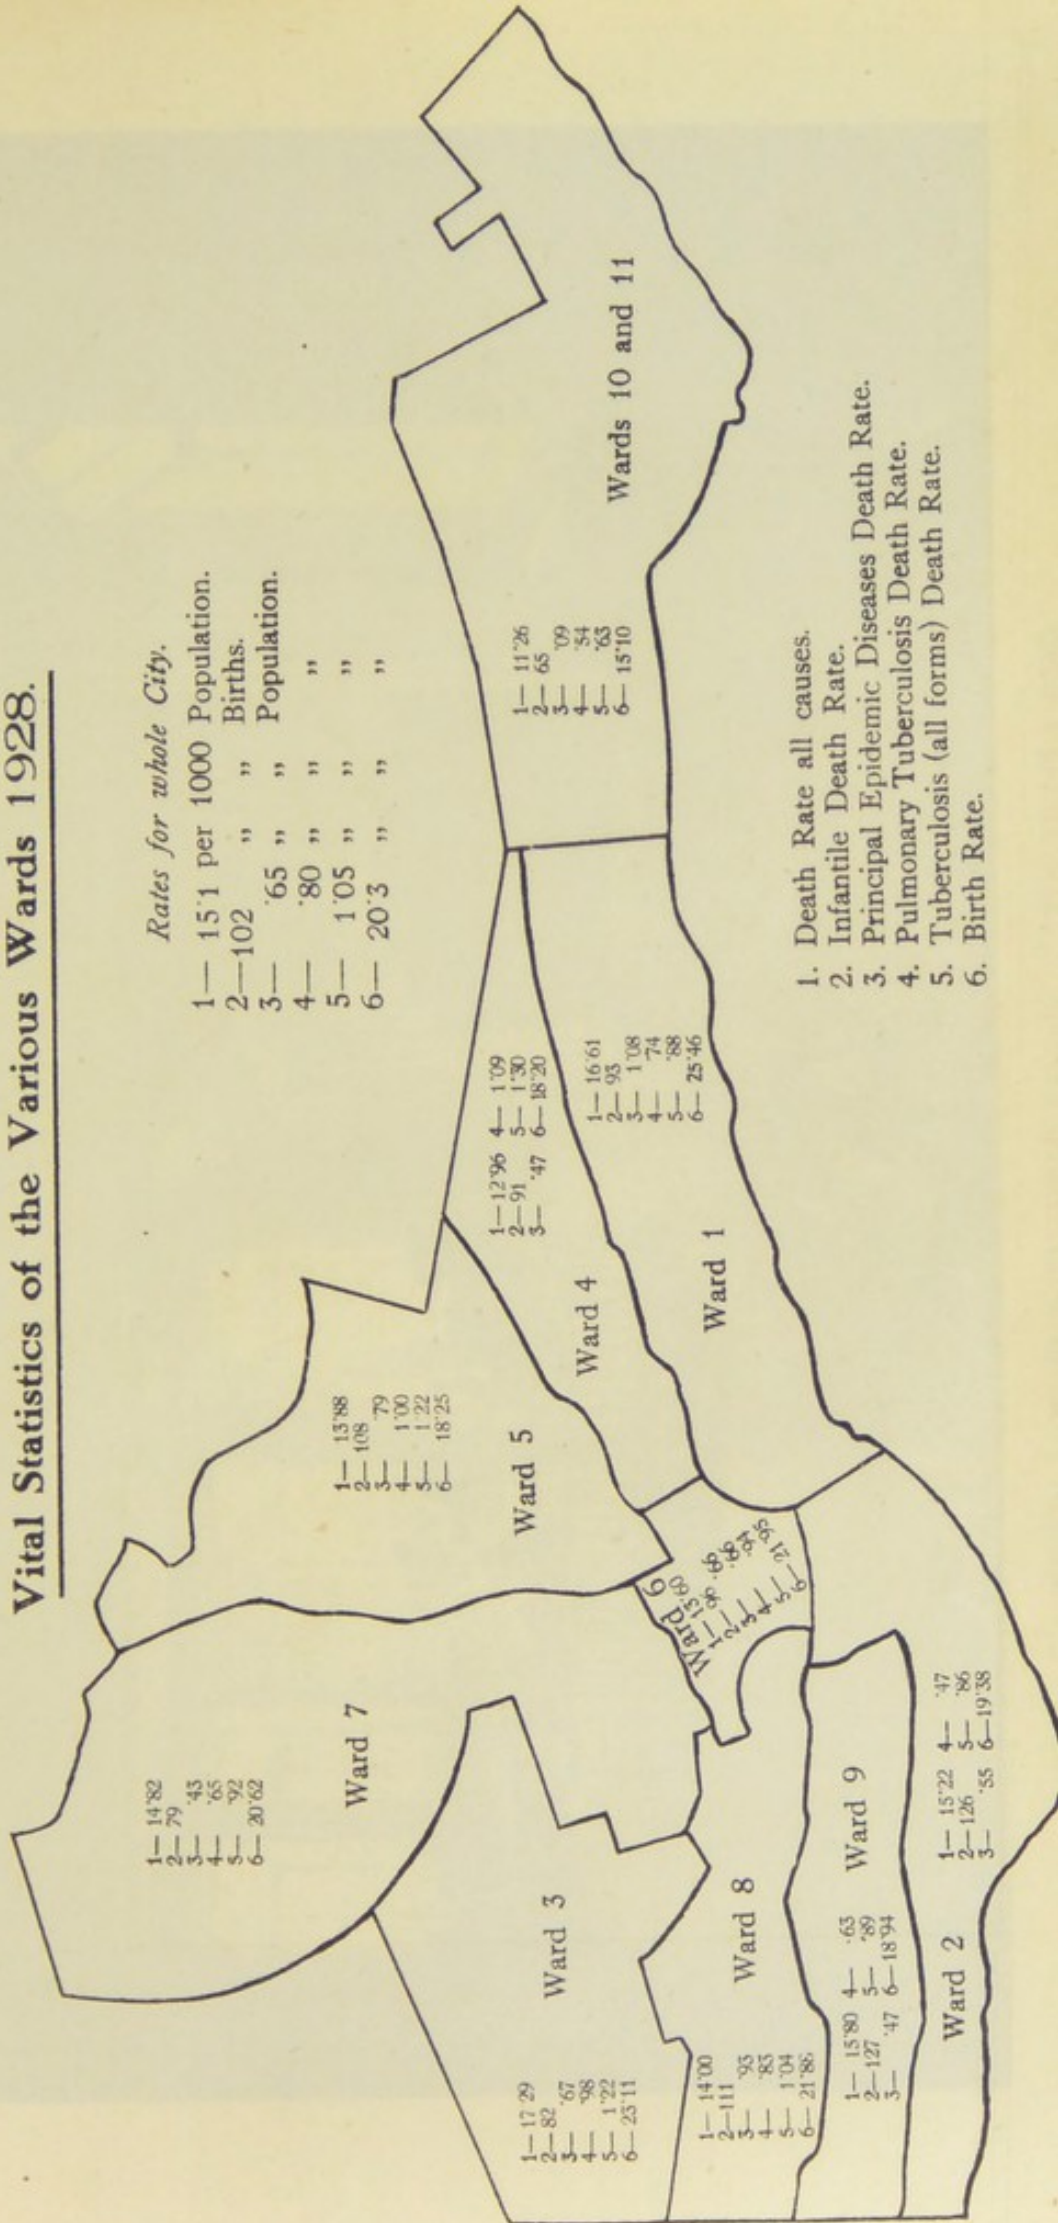 Vital Statistics of the Various Wards 1928.
Rates for whole City.
1— 15·1 per 1000 Population.
2—102 „ „ Births.
3— ·65 „ „ Population.
4— ·80 „ „ „
5— 1·05 „ „ „
6— 20·3 „ „ „
Ward 7
1— 14·82
2— 79
3— ·43
4— ·65
5— ·92
6— 20·62
Ward 5
1— 13·88
2— 108
3— ·79
4— 1·00
5— 1·22
6— 18·25
Ward 3
1— 17·29
2— 82
3— ·67
4— ·98
5— 1·22
6— 23·11
Ward 4
1— 12·96 4— 1·09
2— 91 5— 1·30
3— ·47 6— 18·20
Wards 10 and 11
1— 11·26
2— 65
3— ·09
4— ·54
5— ·63
6— 15·10
Ward 1
1— 16·61
2— 93
3— 1·08
4— ·74
5— ·88
6— 25·46
Ward 6
1— 13·60
2—
3—
4—
5—
6— 21·95
Ward 8
1— 14·00
2—111
3— ·93
4— ·83
5— 1·04
6— 21·86
Ward 9
1— 15·80 4— ·63
2—127 5— ·89
3— ·47 6—18·94
Ward 2
1— 15·22 4— ·47
2—126 5— ·86
3— ·55 6—19·38
1. Death Rate all causes.
2. Infantile Death Rate.
3. Principal Epidemic Diseases Death Rate.
4. Pulmonary Tuberculosis Death Rate.
5. Tuberculosis (all forms) Death Rate.
6. Birth Rate.